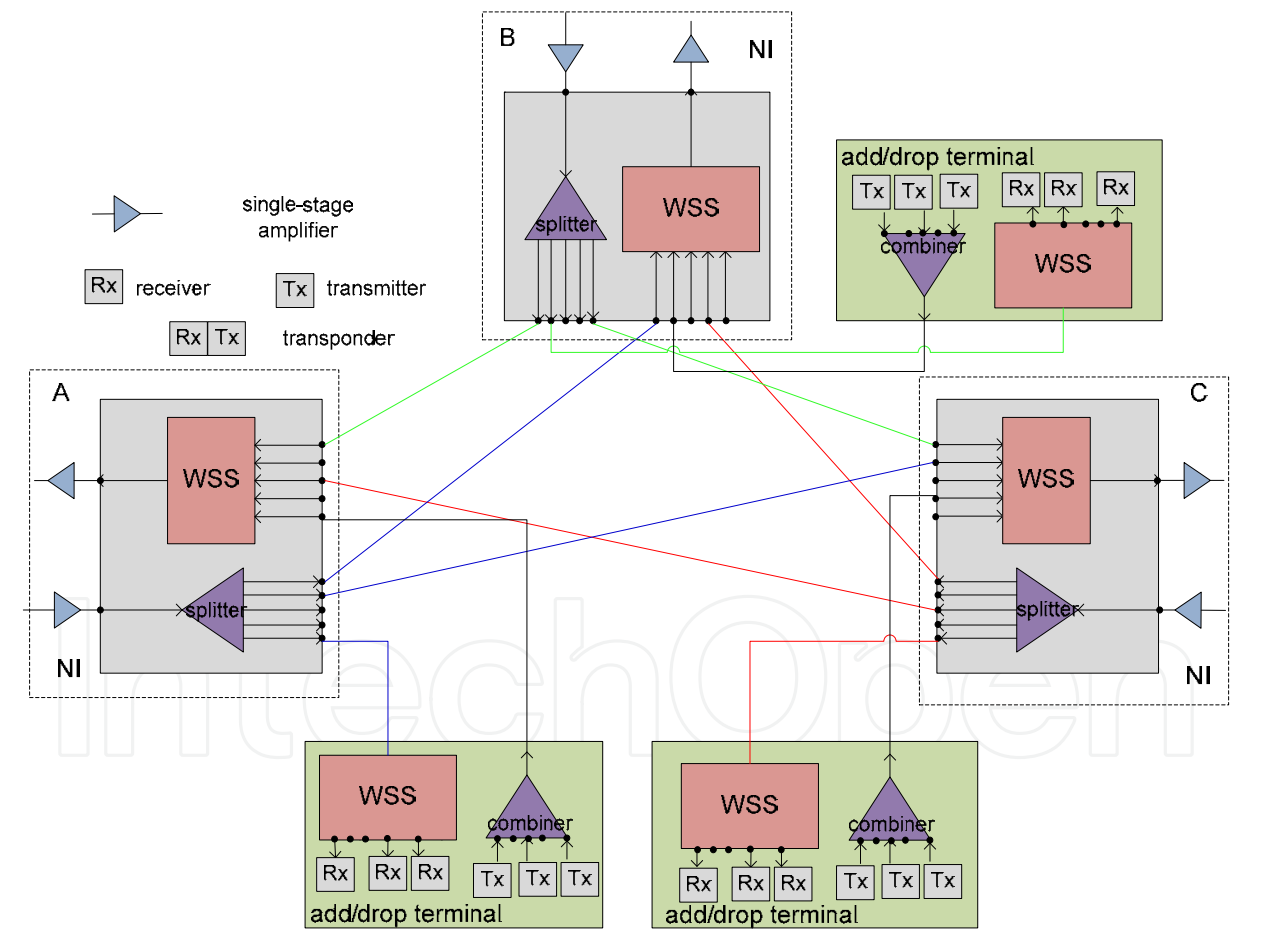 B
NI
splitter
WSS
add/drop terminal
Tx Tx Tx Rx Rx Rx
combiner
WSS
single-stage
amplifier
Rx receiver
Tx transmitter
Rx Tx transponder
A
WSS
splitter
NI
C
WSS
splitter
NI
IntechOpen
WSS
combiner
Rx Rx Rx Tx Tx Tx
add/drop terminal
WSS
combiner
Rx Rx Rx Tx Tx Tx
add/drop terminal